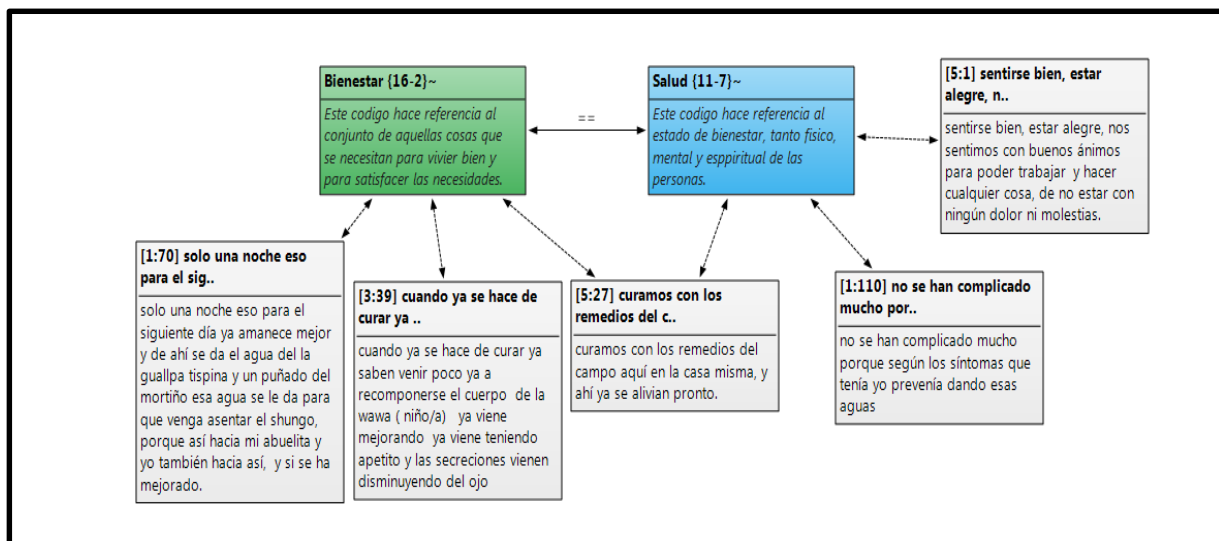 Bienestar {16-2}~
Este codigo hace referencia al
conjunto de aquellas cosas que
se necesitan para vivier bien y
para satisfacer las necesidades.
==
Salud {11-7}~
Este codigo hace referencia al
estado de bienestar, tanto fisico,
mental y esppiritual de las
personas.
[5:1] sentirse bien, estar
alegre, n..
sentirse bien, estar alegre, nos
sentimos con buenos ánimos
para poder trabajar y hacer
cualquier cosa, de no estar con
ningún dolor ni molestias.
[1:70] solo una noche eso
para el sig..
solo una noche eso para el
siguiente día ya amanece mejor
y de ahí se da el agua del la
guallpa tispina y un puñado del
mortiño esa agua se le da para
que venga asentar el shungo,
porque así hacia mi abuelita y
yo también hacia así, y si se ha
mejorado.
[3:39] cuando ya se hace de
curar ya ..
cuando ya se hace de curar ya
saben venir poco ya a
recomponerse el cuerpo de la
wawa ( niño/a) ya viene
mejorando ya viene teniendo
apetito y las secreciones vienen
disminuyendo del ojo
[5:27] curamos con los
remedios del c..
curamos con los remedios del
campo aquí en la casa misma, y
ahí ya se alivian pronto.
[1:110] no se han complicado
mucho por..
no se han complicado mucho
porque según los síntomas que
tenía yo prevenía dando esas
aguas